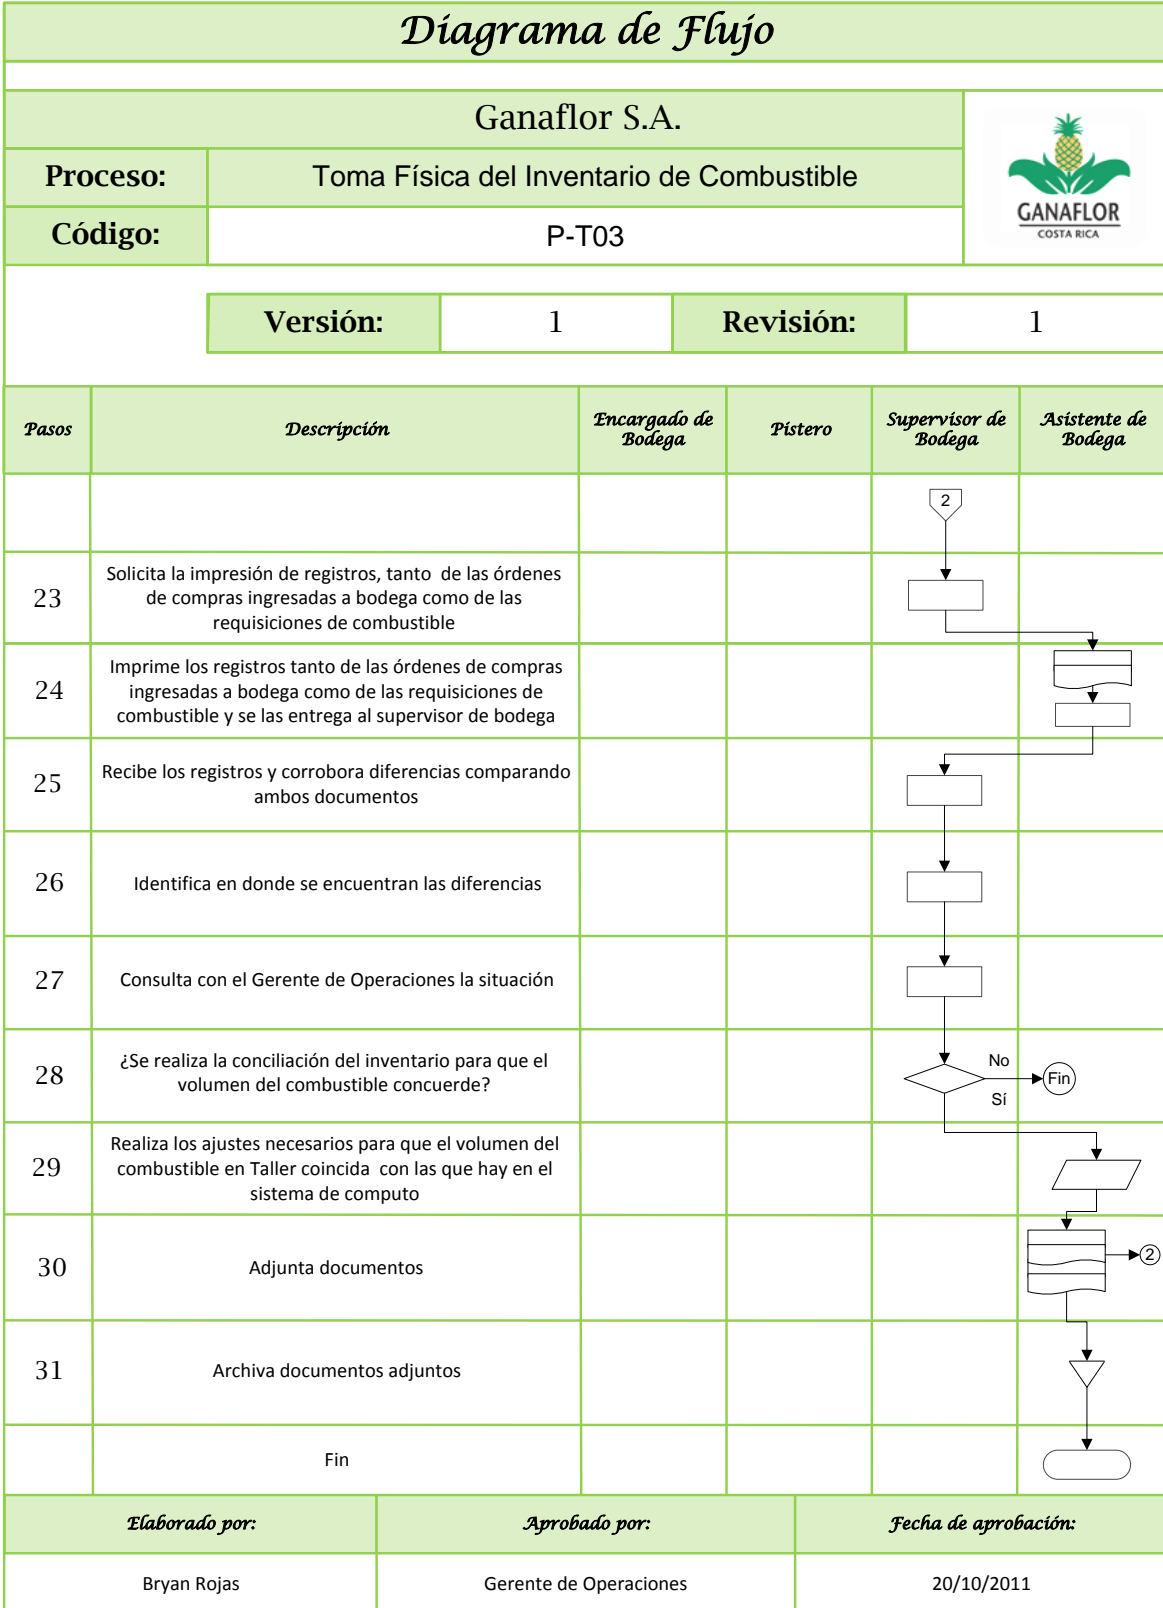 Diagrama de Flujo
Ganaflor S.A.
Proceso:
Toma Física del Inventario de Combustible
GANAFLOR
COSTA RICA
Código:
P-T03
Versión:
1
Revisión:
1
Pasos
Descripción
Encargado de
Bodega
Pistero
Supervisor de
Bodega
Asistente de
Bodega
2
23
Solicita la impresión de registros, tanto  de las órdenes
de compras ingresadas a bodega como de las
requisiciones de combustible
24
Imprime los registros tanto de las órdenes de compras
ingresadas a bodega como de las requisiciones de
combustible y se las entrega al supervisor de bodega
25
Recibe los registros y corrobora diferencias comparando
ambos documentos
26
Identifica en donde se encuentran las diferencias
27
Consulta con el Gerente de Operaciones la situación
28
¿Se realiza la conciliación del inventario para que el
volumen del combustible concuerde?
No
Fin
Sí
29
Realiza los ajustes necesarios para que el volumen del
combustible en Taller coincida  con las que hay en el
sistema de computo
30
Adjunta documentos
2
31
Archiva documentos adjuntos
Fin
Elaborado por:
Aprobado por:
Fecha de aprobación:
Bryan Rojas
Gerente de Operaciones
20/10/2011